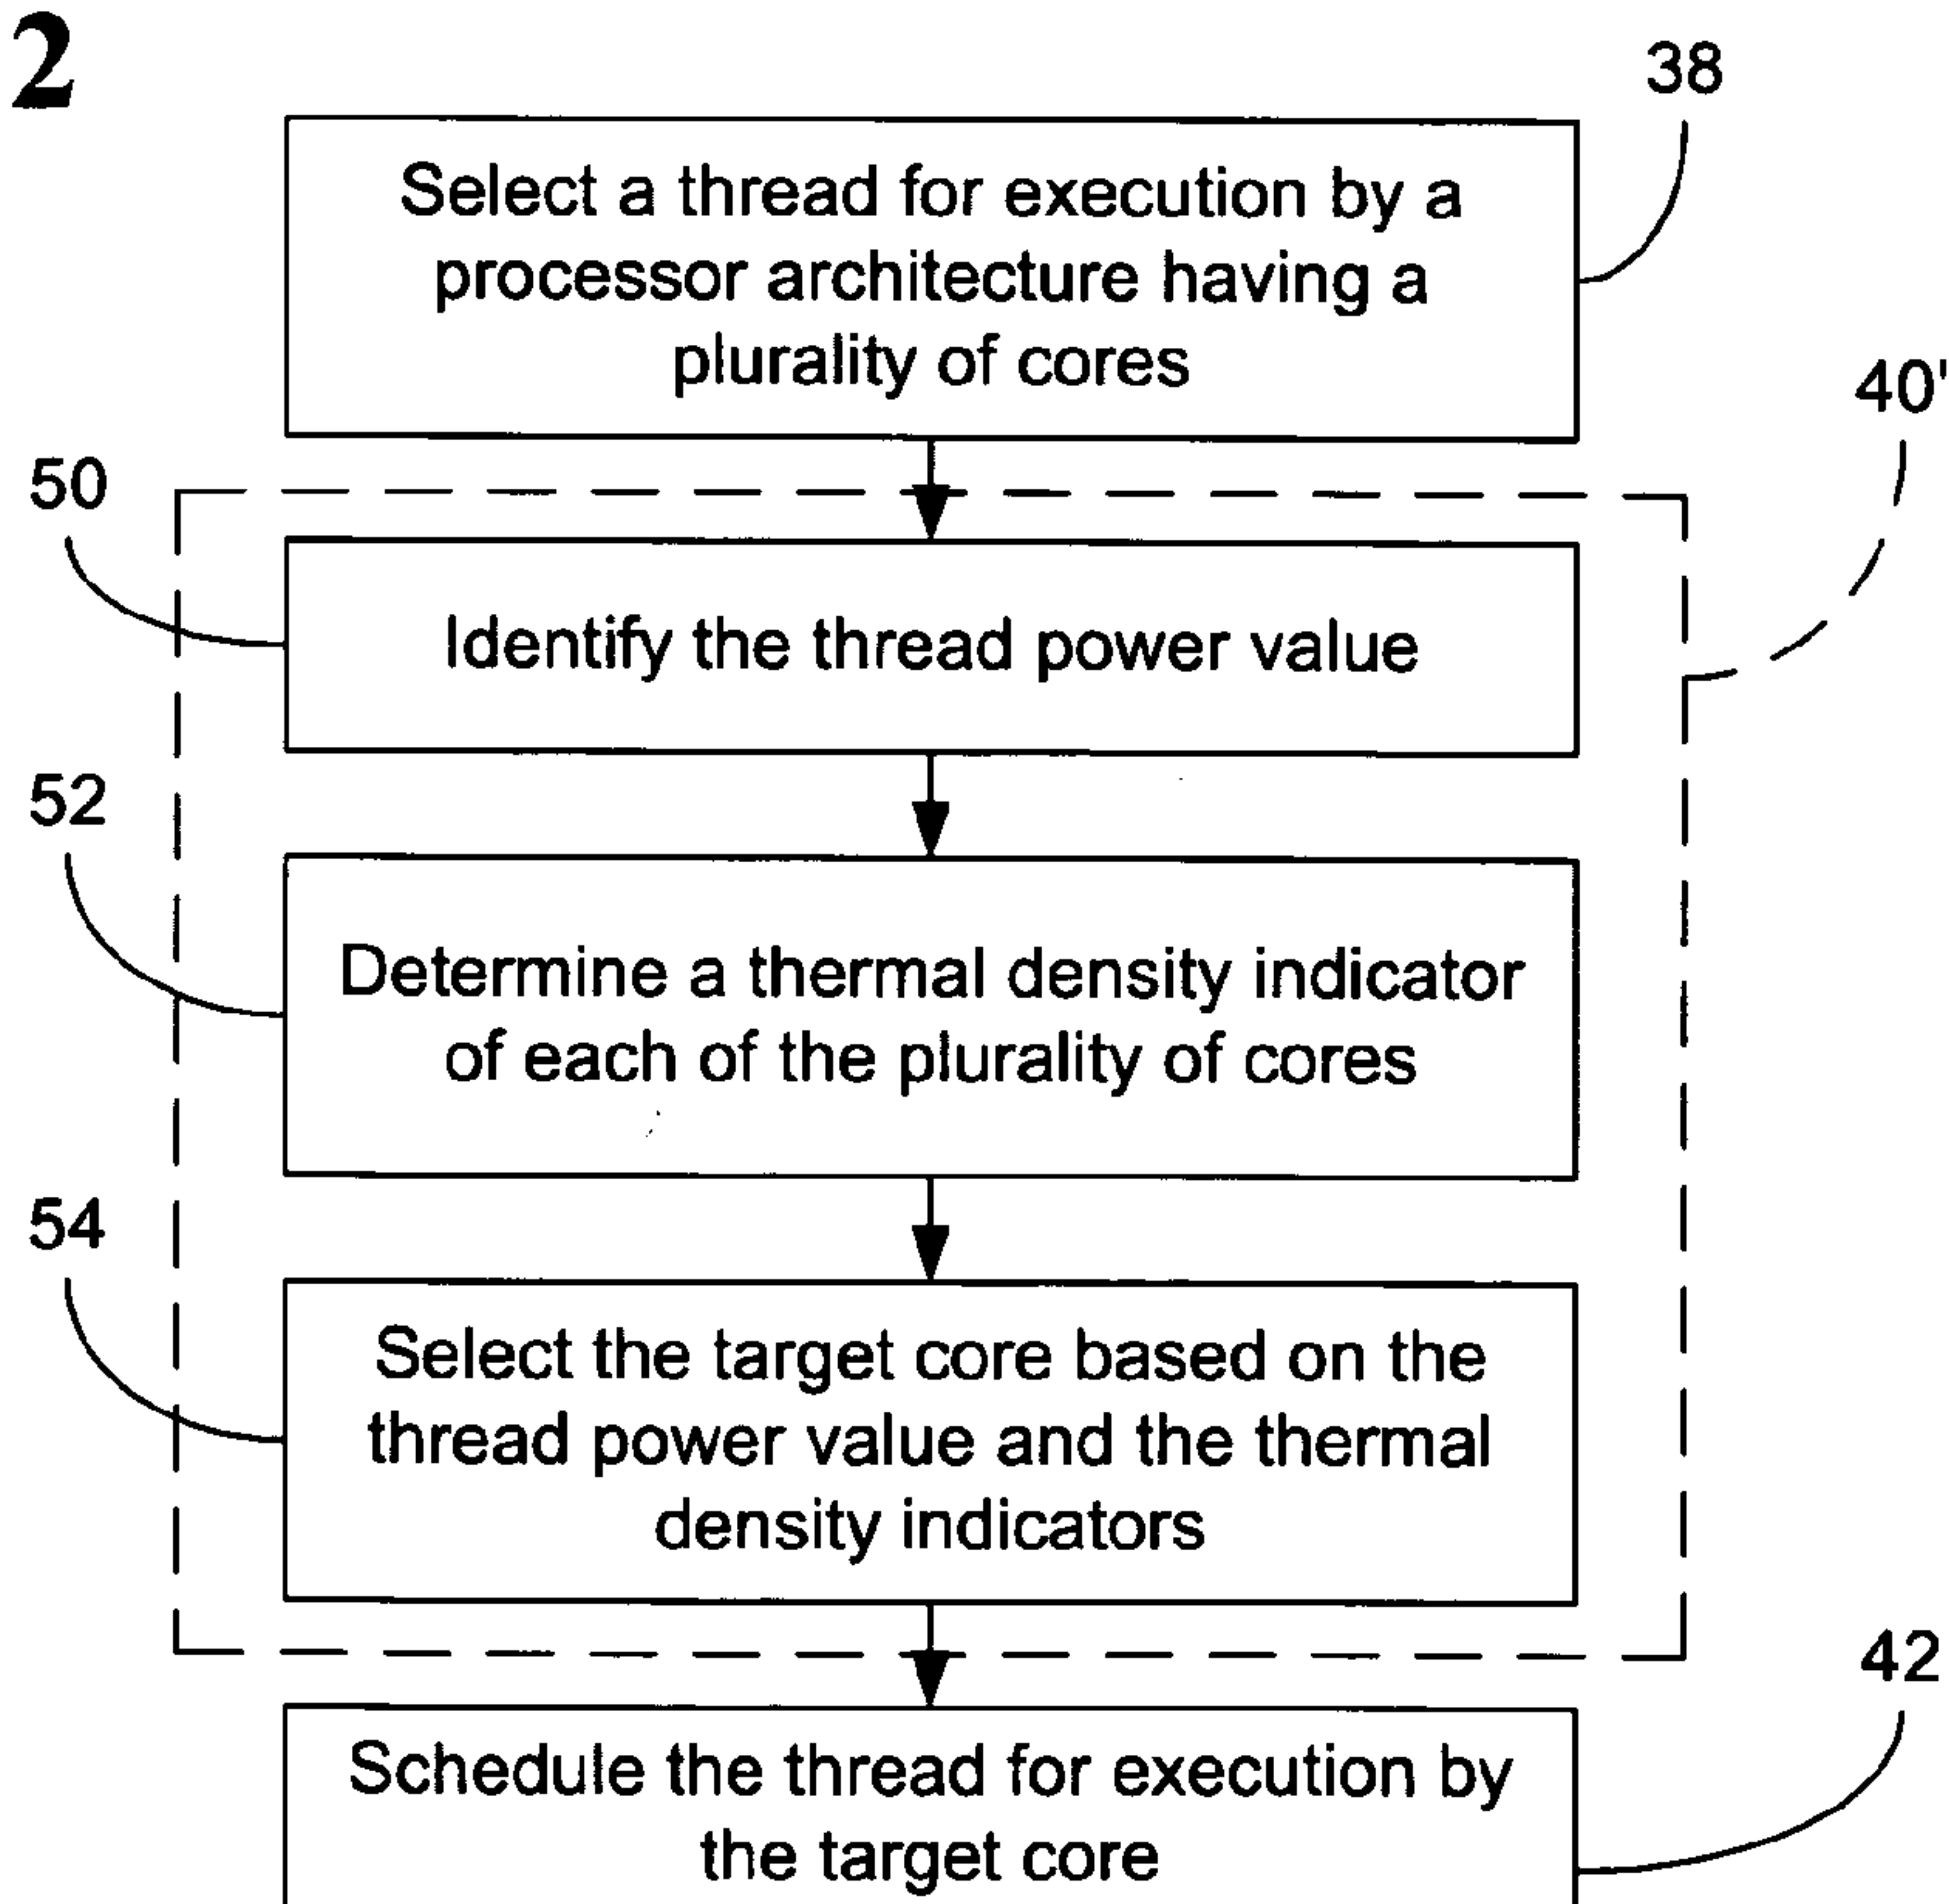 2
38
Select a thread for execution by a
processor architecture having a
plurality of cores
40'
50
Identify the thread power value
52
Determine a thermal density indicator
of each of the plurality of cores
54
Select the target core based on the
thread power value and the thermal
density indicators
42
Schedule the thread for execution by
the target core